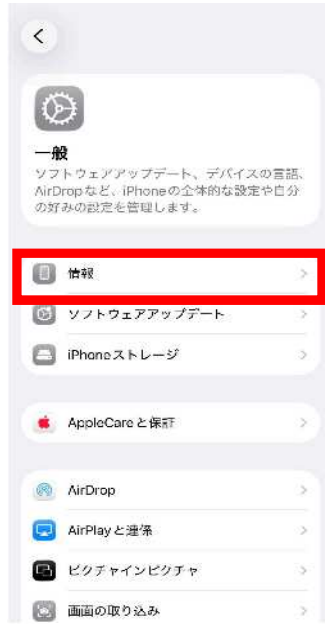 一般
ソフトウェアアップデート、デバイスの言語、
AirDropなど、iPhoneの全体的な設定や自分
の好みの設定を管理します。
情報
ソフトウェアアップデート
iPhoneストレージ
AppleCareと保証
AirDrop
AirPlayと連係
ピクチャインピクチャ
画面の取り込み